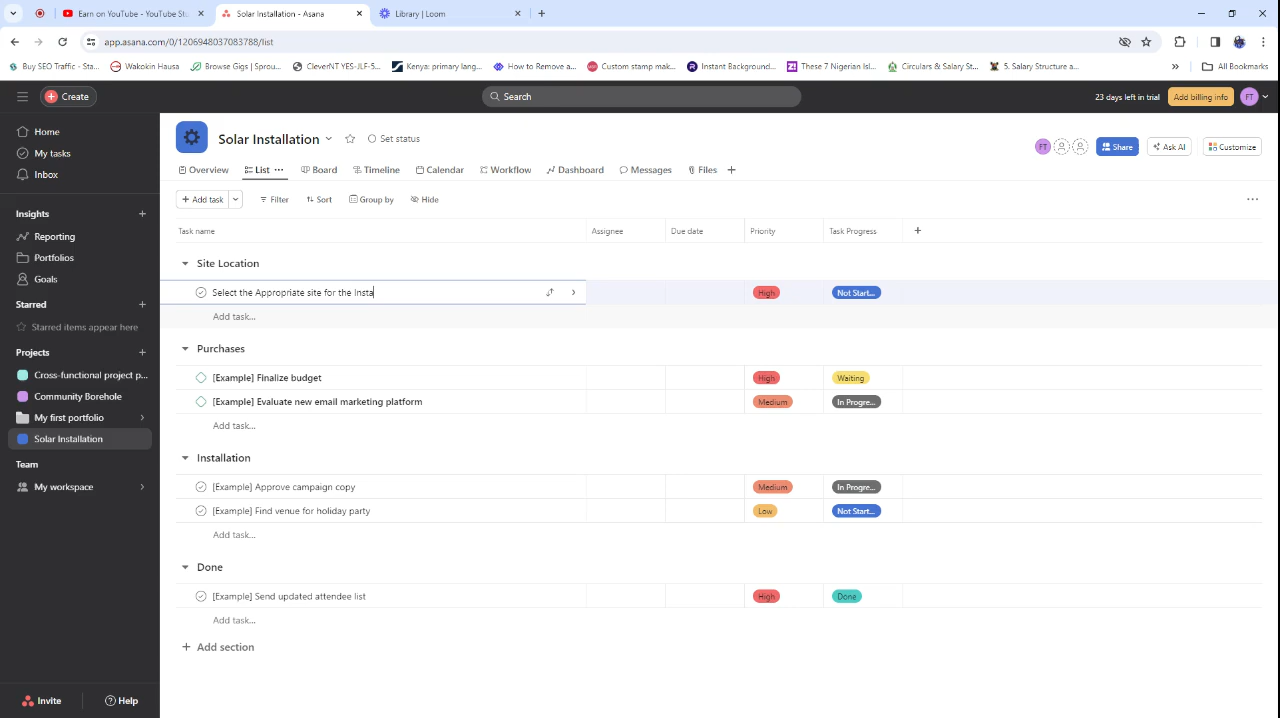 Earn on YouTube - YouTube St...
Solar Installation - Asana
Library | Loom
app.asana.com/0/1206948037083788/list
Buy SEO Traffic - Sta...
Wakokin Hausa
Browse Gigs | Sprou...
CleverNT YES-JLF-5...
Kenya: primary lang...
How to Remove a...
Custom stamp mak...
Instant Background...
These 7 Nigerian Isl...
Circulars & Salary St...
5. Salary Structure a...
»
All Bookmarks
Create
Search
23 days left in trial
Add billing info
FT
Home
My tasks
Inbox
Insights
Reporting
Portfolios
Goals
Starred
Starred items appear here
Projects
Cross-functional project p...
Community Borehole
My first portfolio
Solar Installation
Team
My workspace
Invite
Help
Solar Installation
Set status
FT
Share
Ask AI
Customize
Overview
List
Board
Timeline
Calendar
Workflow
Dashboard
Messages
Files
+ Add task
Filter
Sort
Group by
Hide
Task name
Assignee
Due date
Priority
Task Progress
Site Location
Select the Appropriate site for the Insta
High
Not Start...
Add task...
Purchases
[Example] Finalize budget
High
Waiting
[Example] Evaluate new email marketing platform
Medium
In Progre...
Add task...
Installation
[Example] Approve campaign copy
Medium
In Progre...
[Example] Find venue for holiday party
Low
Not Start...
Add task...
Done
[Example] Send updated attendee list
High
Done
Add task...
+ Add section